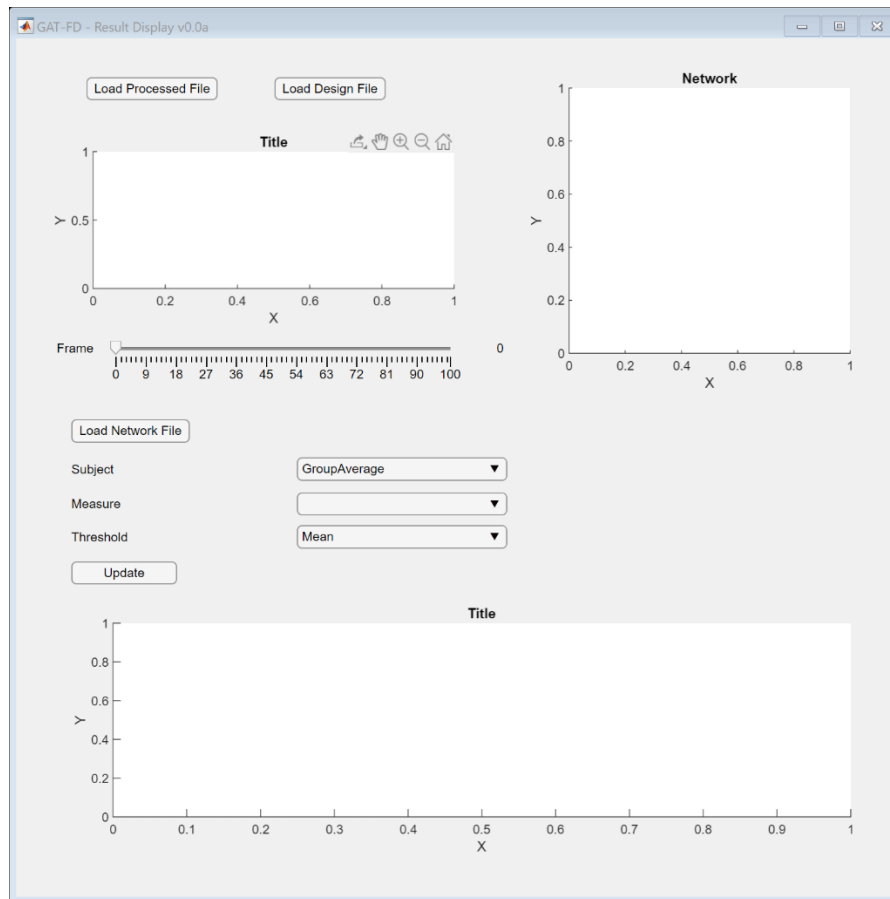 GAT-FD - Result Display v0.0a
Load Processed File
Load Design File
Title
1
0.5
0
Y
0 0.2 0.4 0.6 0.8 1
X
Network
1
0.8
0.6
0.4
0.2
0
Y
0 0.2 0.4 0.6 0.8 1
X
Frame
0
0 9 18 27 36 45 54 63 72 81 90 100
Load Network File
Subject
GroupAverage
Measure
Threshold
Mean
Update
Title
1
0.8
0.6
0.4
0.2
0
Y
0 0.1 0.2 0.3 0.4 0.5 0.6 0.7 0.8 0.9 1
X